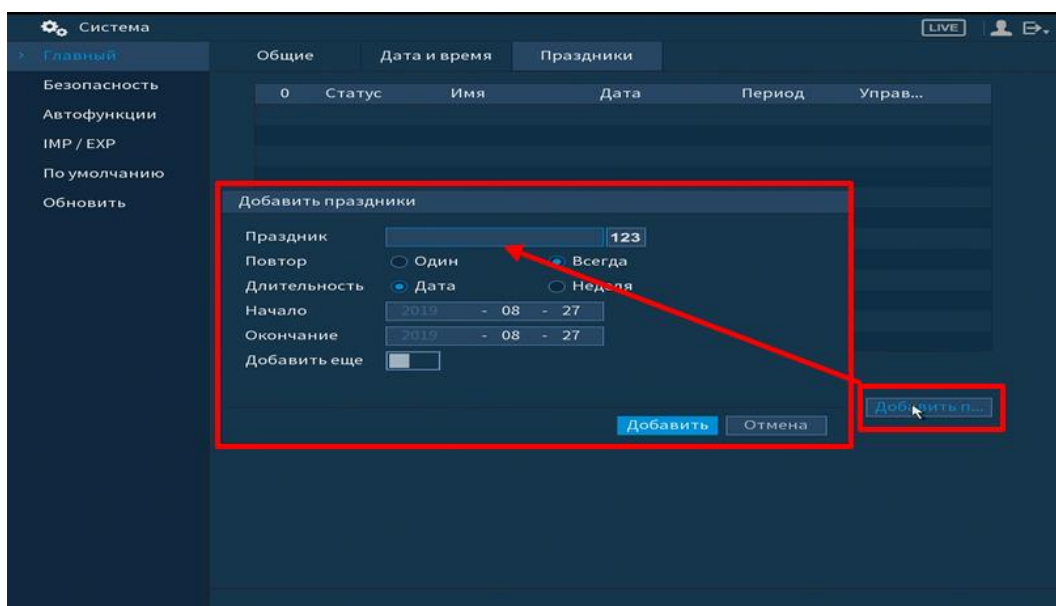 Система LIVE
Главный Общие Дата и время Праздники
Безопасность
0 Статус Имя Дата Период Управ...
Автофункции
IMP / EXP
По умолчанию
Обновить
Добавить праздники
Праздник 123
Повтор Один Всегда
Длительность Дата Неделя
Начало 2019 - 08 - 27
Окончание 2019 - 08 - 27
Добавить еще
Добавить п...
Добавить Отмена